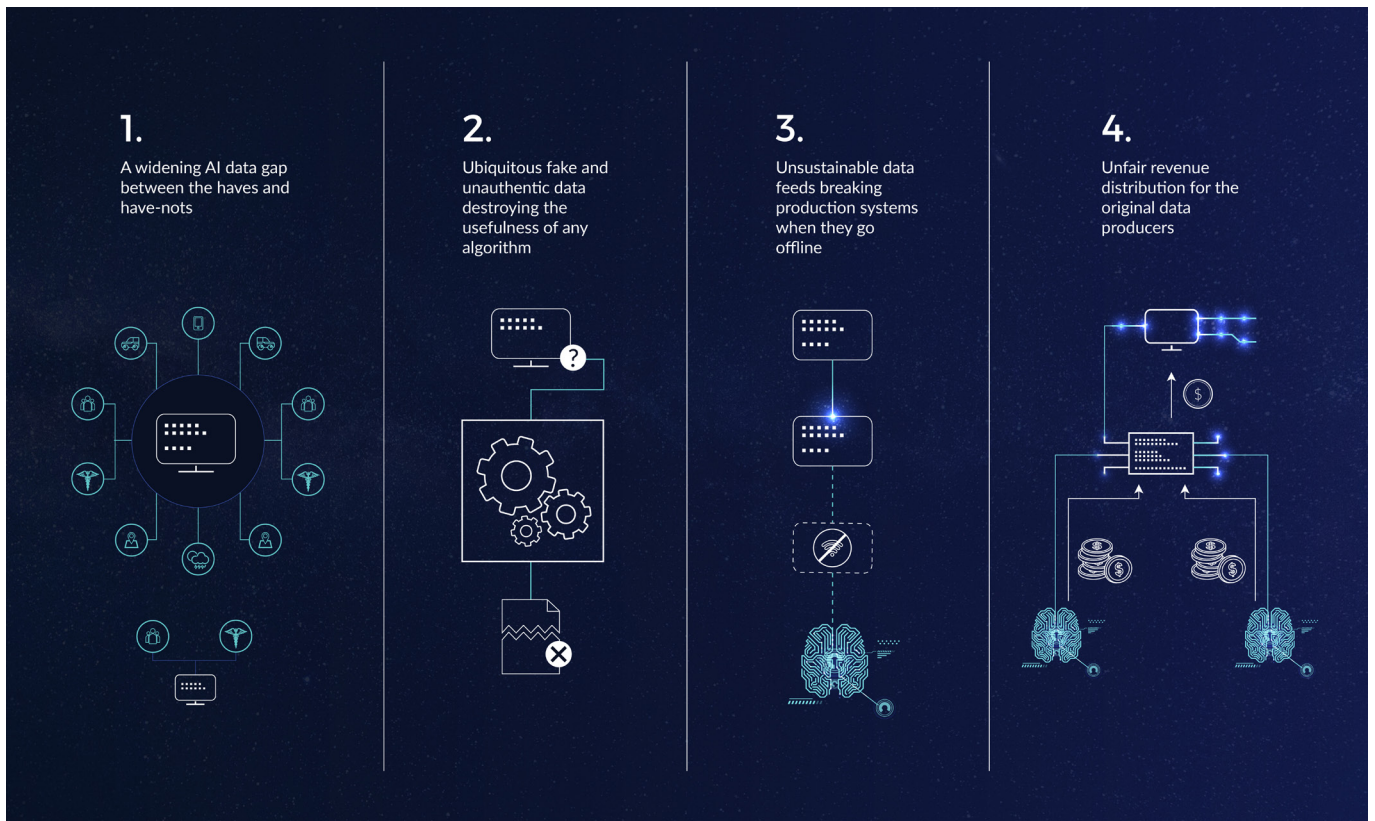 1.
A widening AI data gap
between the haves and
have-nots
2.
Ubiquitous fake and
unauthentic data
destroying the
usefulness of any
algorithm
?
3.
Unsustainable data
feeds breaking
production systems
when they go
offline
4.
Unfair revenue
distribution for the
original data
producers
$
$
$
$
$